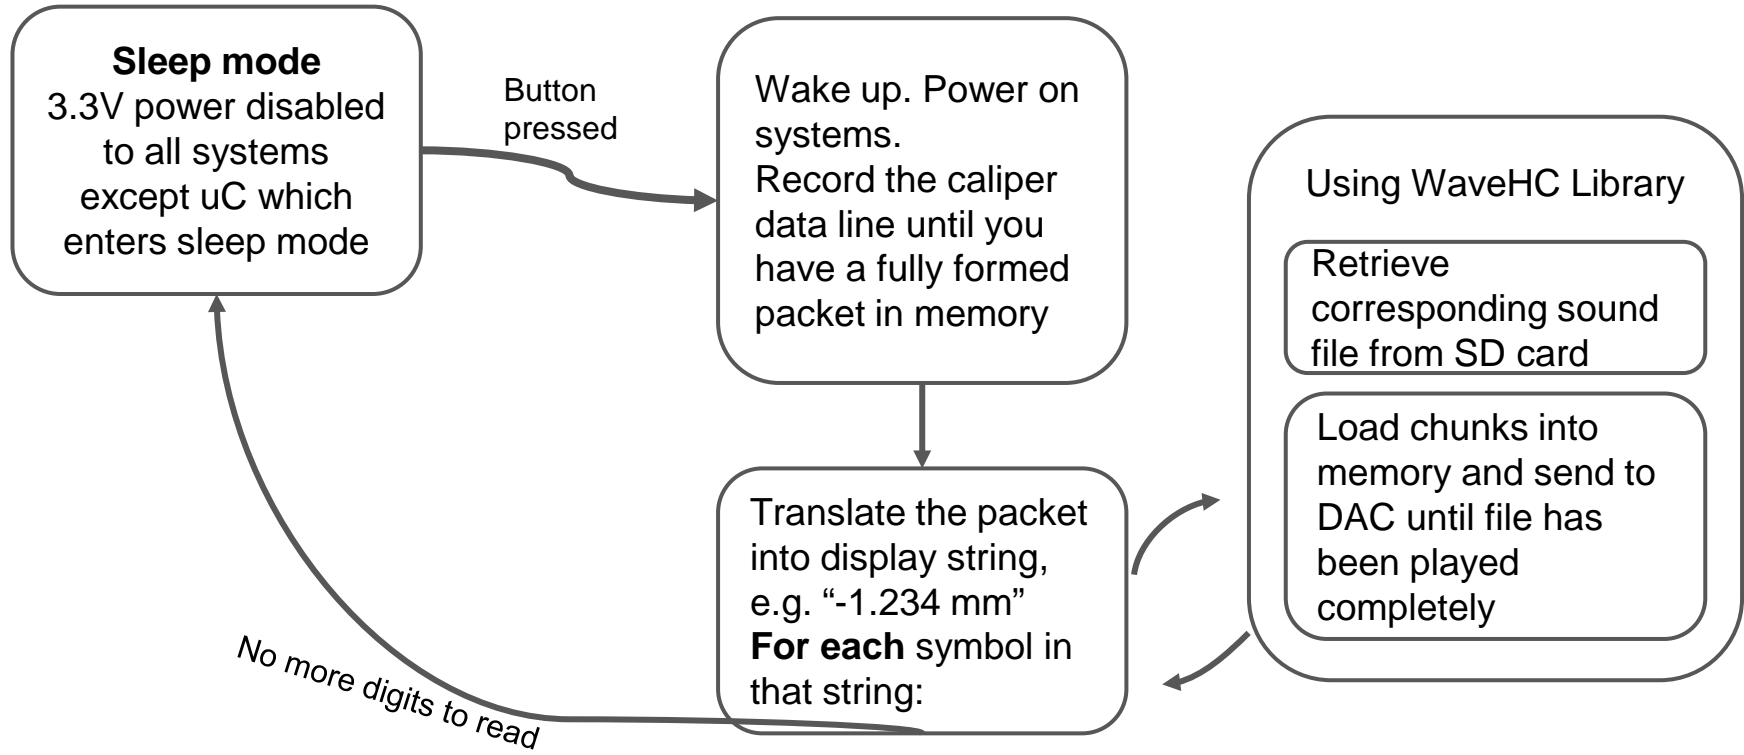 Sleep mode
3.3V power disabled
to all systems
except uC which
enters sleep mode
Button
pressed
Wake up. Power on
systems.
Record the caliper
data line until you
have a fully formed
packet in memory
Translate the packet
into display string,
e.g. “-1.234 mm”
For each symbol in
that string:
Using WaveHC Library
Retrieve
corresponding sound
file from SD card
Load chunks into
memory and send to
DAC until file has
been played
completely
No more digits to read